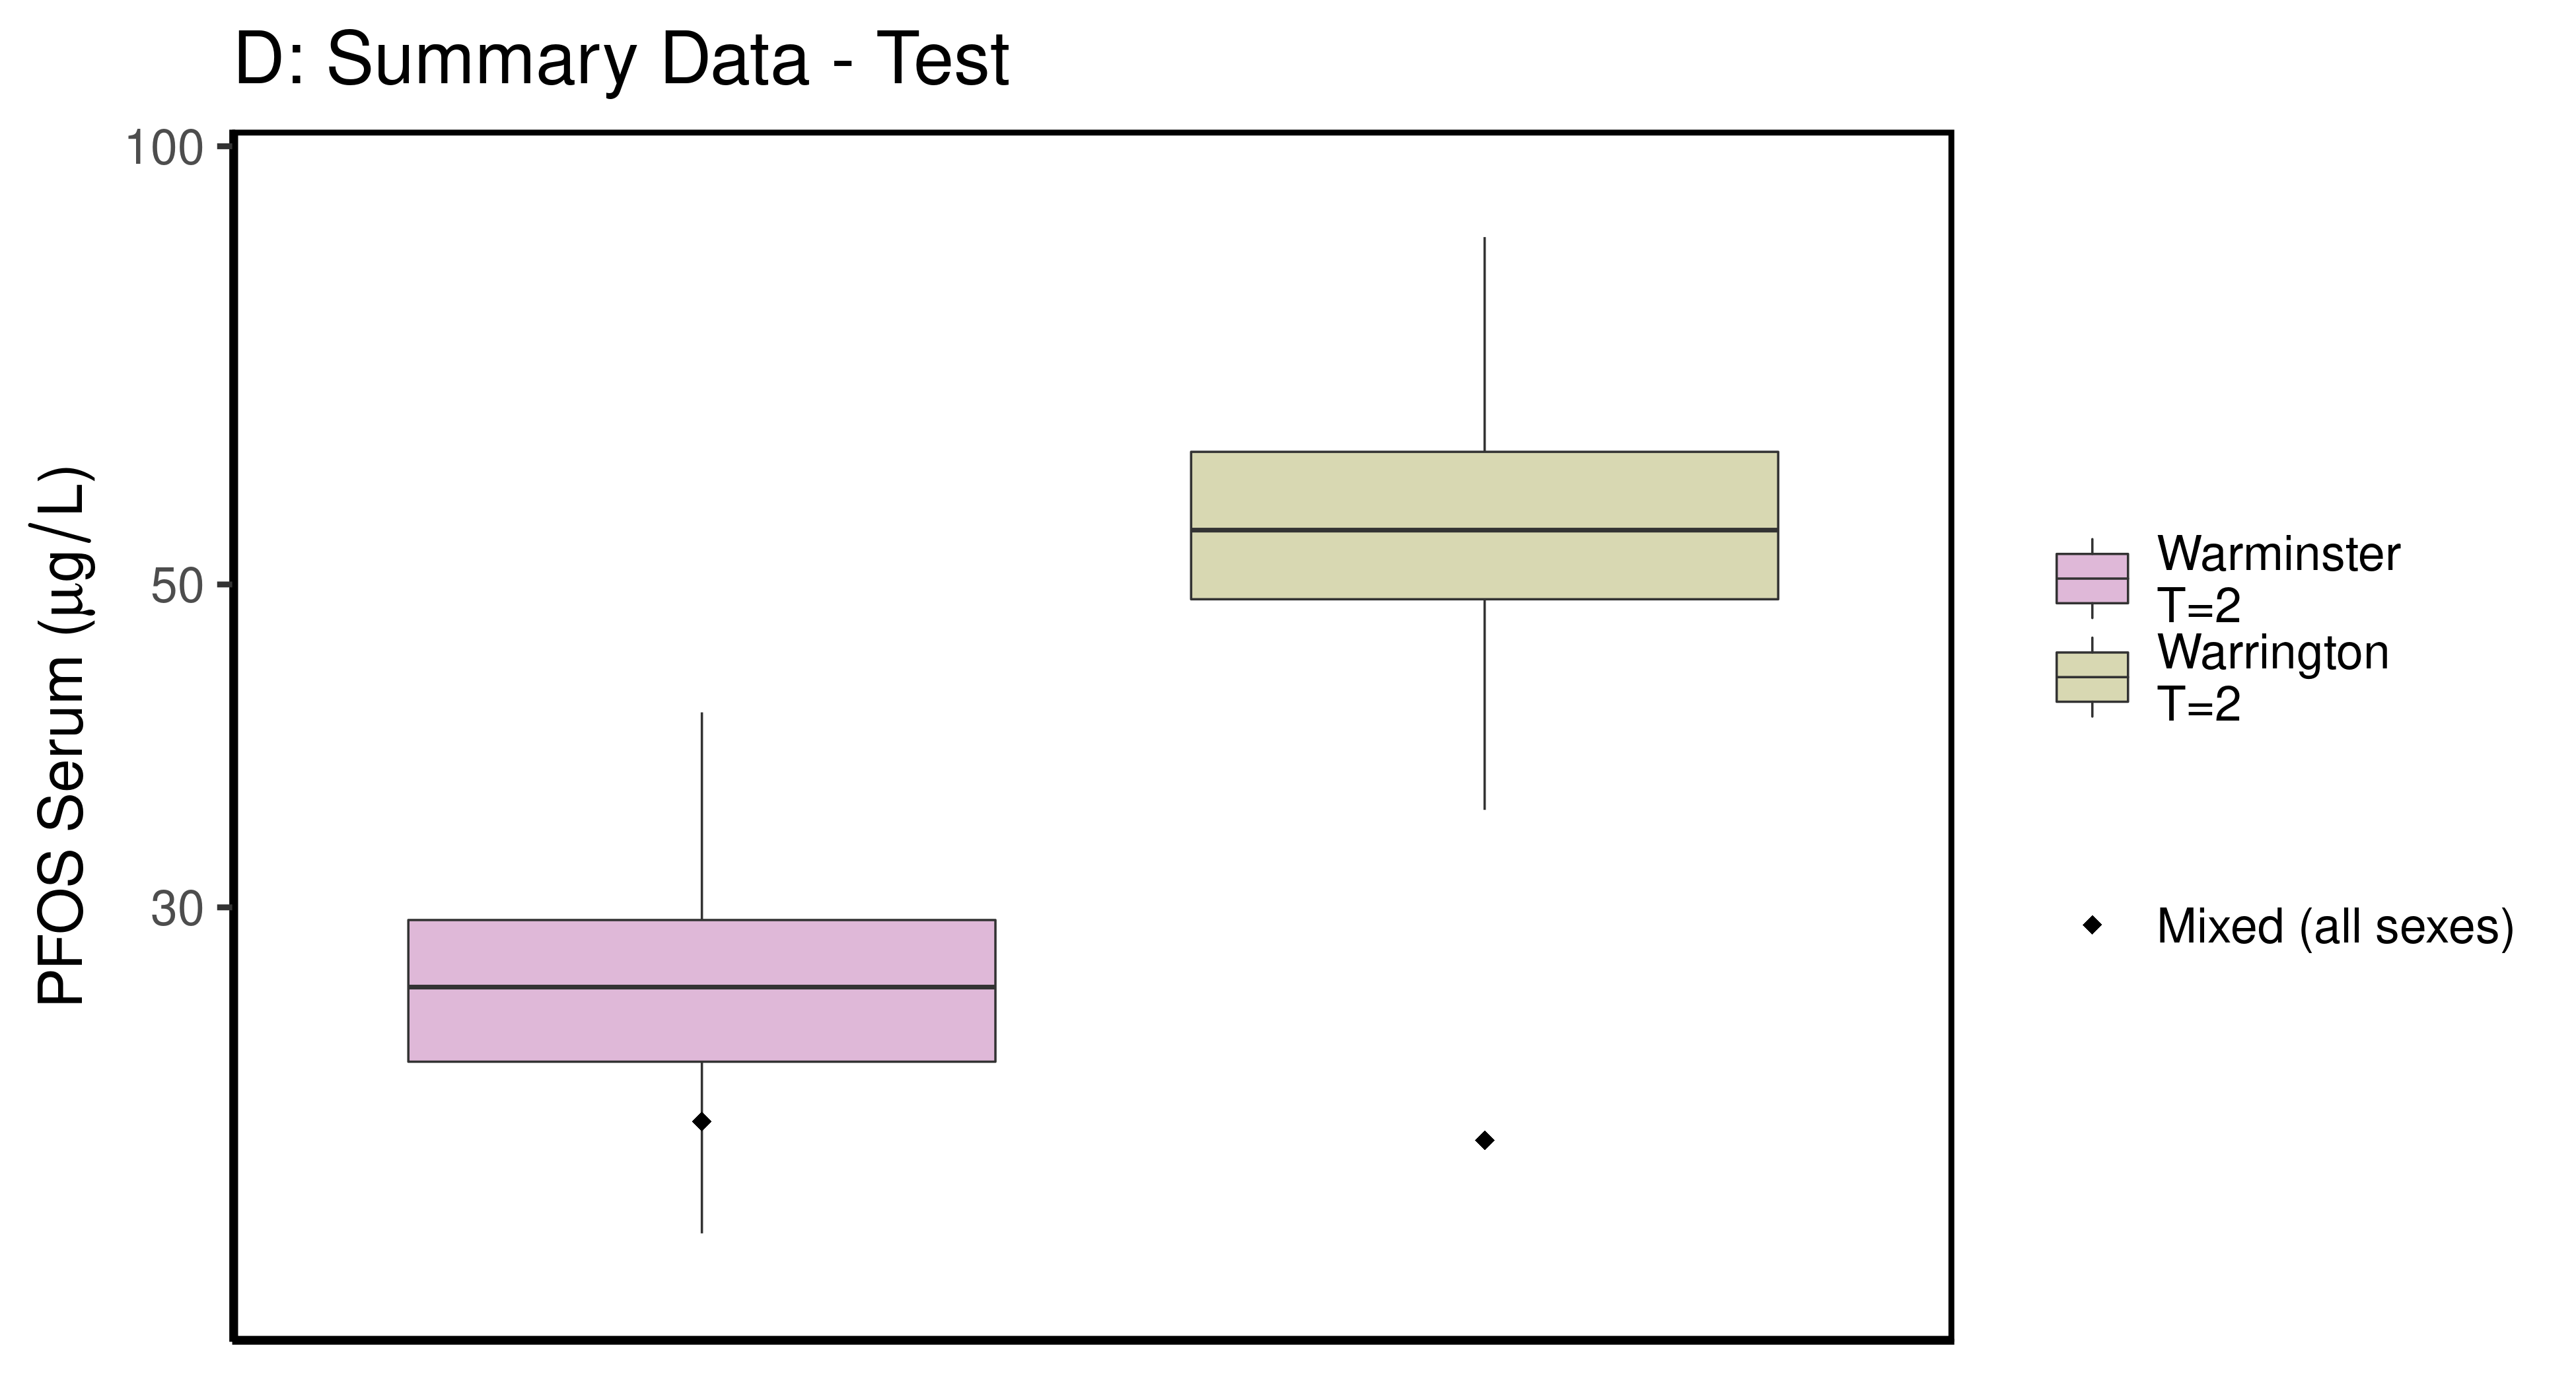 D: Summary Data - Test
100
50
30
PFOS Serum (μg/L)
Warminster
T=2
Warrington
T=2
Mixed (all sexes)